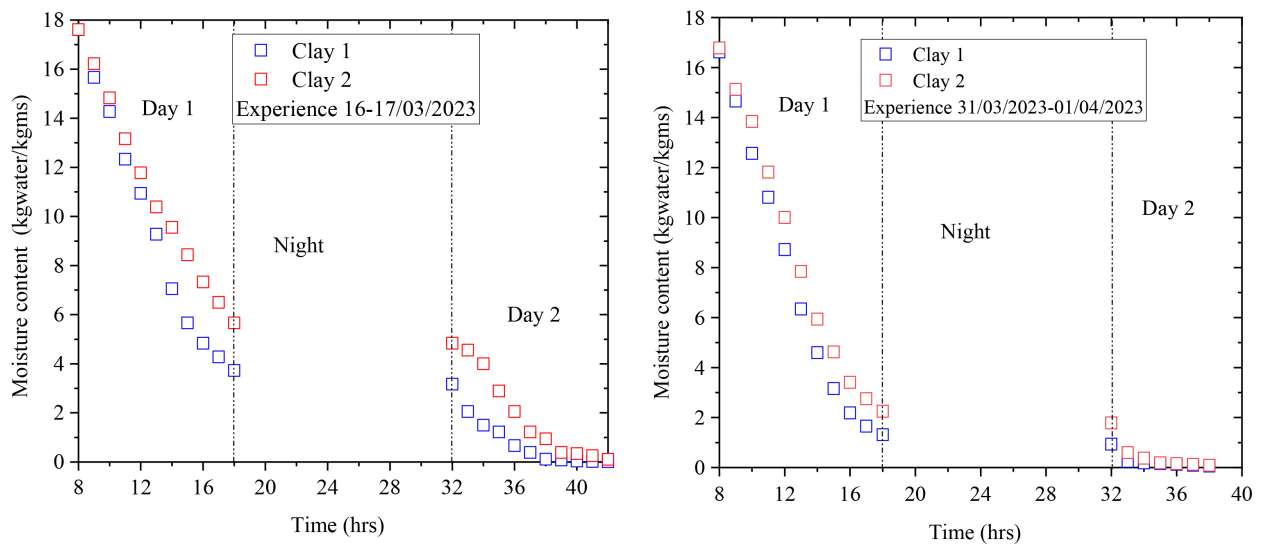 18
16
14
12
10
8
6
4
2
0
Moisture content (kgwater/kgms)
Clay 1
Clay 2
Experience 16-17/03/2023
Day 1
Night
Day 2
8
12
16
20
24
28
32
36
40
Time (hrs)
18
16
14
12
10
8
6
4
2
0
Moisture content (kgwater/kgms)
Clay 1
Clay 2
Experience 31/03/2023-01/04/2023
Day 1
Night
Day 2
8
12
16
20
24
28
32
36
40
Time (hrs)